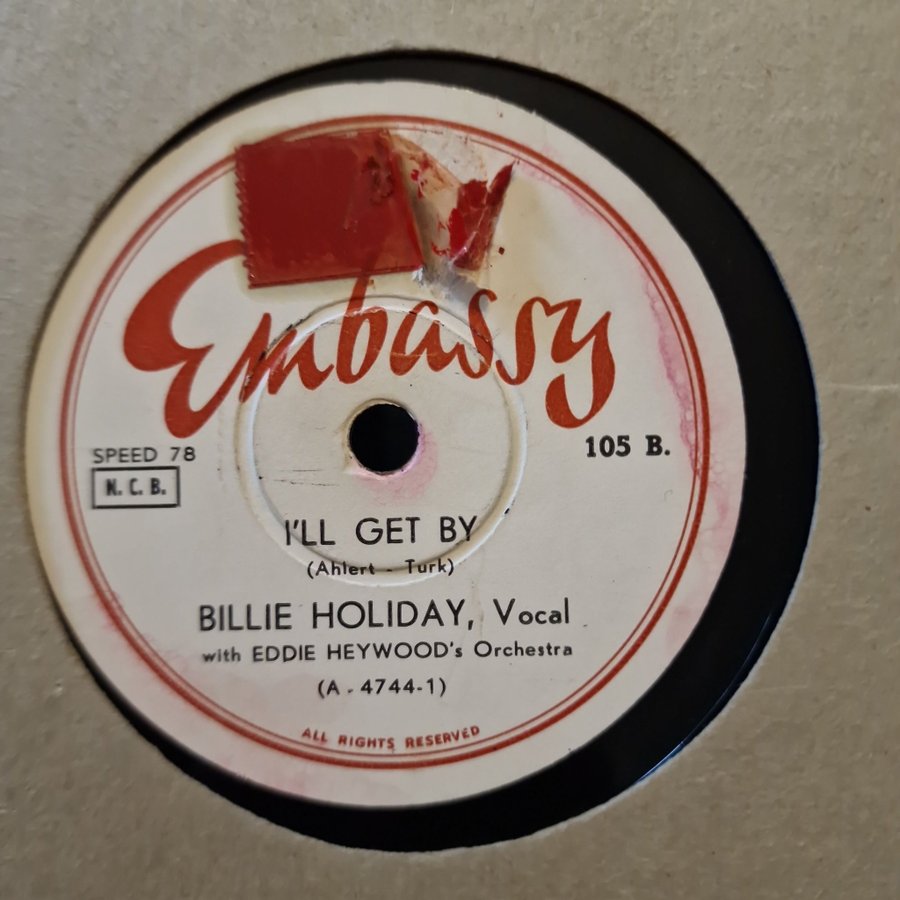 Embassy
SPEED 78
N. C. B.
105 B.
I'LL GET BY
(Ahlert - Turk)
BILLIE HOLIDAY, Vocal
with EDDIE HEYWOOD's Orchestra
(A - 4744-1)
ALL RIGHTS RESERVED